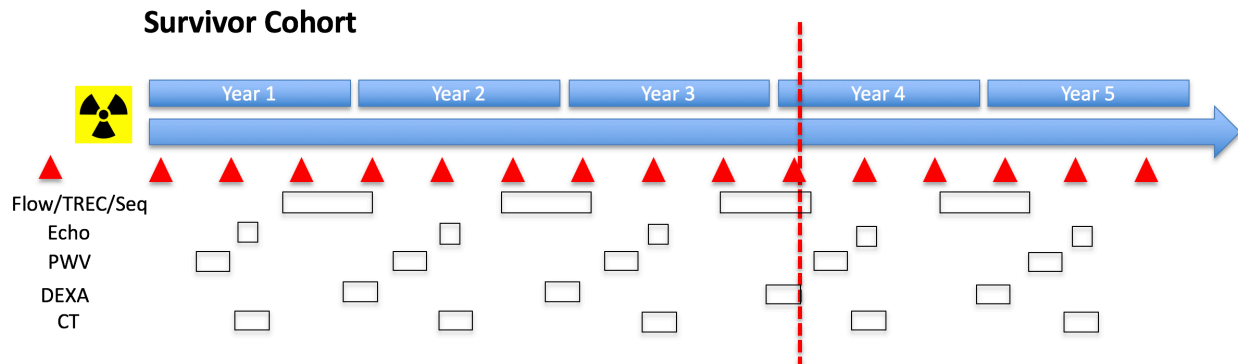 Survivor Cohort
Year 1 Year 2 Year 3 Year 4 Year 5
Flow/TREC/Seq
Echo
PWV
DEXA
CT